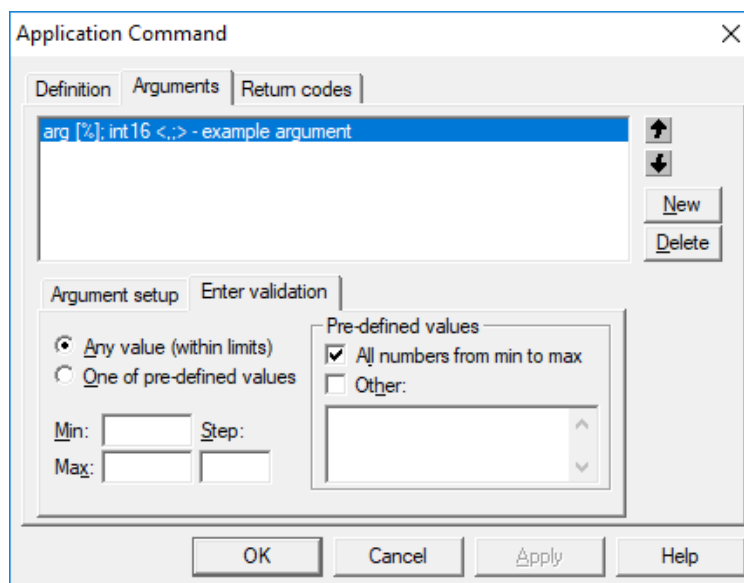 Application Command
Definition Arguments Return codes
arg [%]; int16 <,;> - example argument
New
Delete
Argument setup Enter validation
Any value (within limits)
One of pre-defined values
Min: Step:
Max:
Pre-defined values
All numbers from min to max
Other:
OK Cancel Apply Help